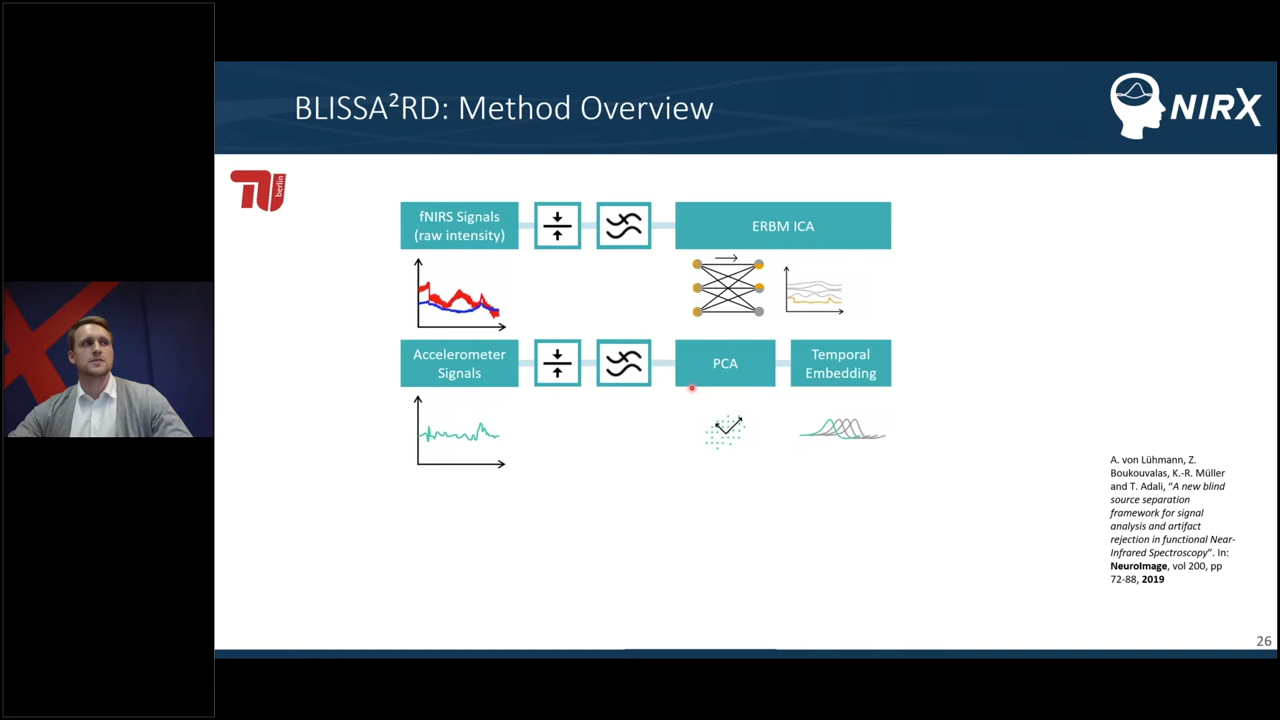 BLISSA²RD: Method Overview
NIRX
berlin
fNIRS Signals
(raw intensity)
ERBM ICA
Accelerometer
Signals
PCA
Temporal
Embedding
A. von Lühmann, Z.
Boukouvalas, K.-R. Müller
and T. Adali, “A new blind
source separation
framework for signal
analysis and artifact
rejection in functional Near-
Infrared Spectroscopy”. In:
NeuroImage, vol 200, pp
72-88, 2019
26